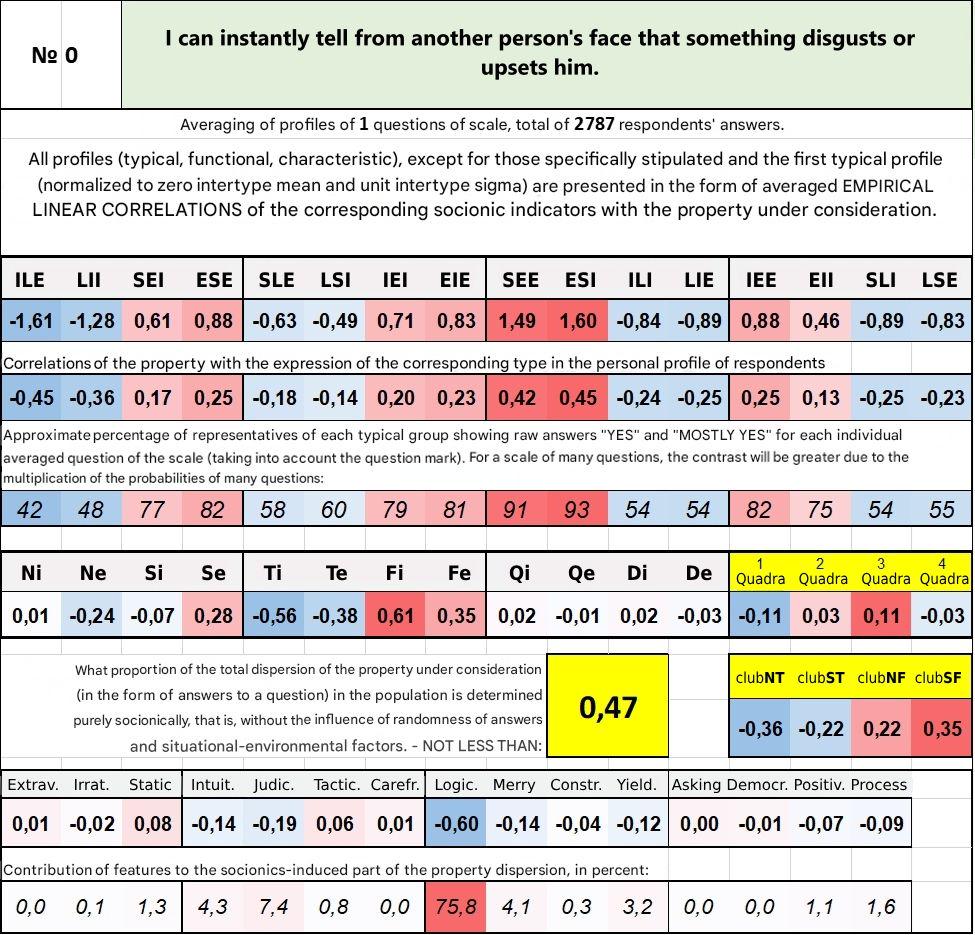 № 0
I can instantly tell from another person's face that something disgusts or
upsets him.
Averaging of profiles of 1 questions of scale, total of 2787 respondents' answers.
All profiles (typical, functional, characteristic), except for those specifically stipulated and the first typical profile
(normalized to zero intertype mean and unit intertype sigma) are presented in the form of averaged EMPIRICAL
LINEAR CORRELATIONS of the corresponding socionic indicators with the property under consideration.
ILE LII SEI ESE SLE LSI IEI EIE SEE ESI ILI LIE IEE EII SLI LSE
-1,61 -1,28 0,61 0,88 -0,63 -0,49 0,71 0,83 1,49 1,60 -0,84 -0,89 0,88 0,46 -0,89 -0,83
Correlations of the property with the expression of the corresponding type in the personal profile of respondents
-0,45 -0,36 0,17 0,25 -0,18 -0,14 0,20 0,23 0,42 0,45 -0,24 -0,25 0,25 0,13 -0,25 -0,23
Approximate percentage of representatives of each typical group showing raw answers "YES" and "MOSTLY YES" for each individual
averaged question of the scale (taking into account the question mark). For a scale of many questions, the contrast will be greater due to the
multiplication of the probabilities of many questions:
42 48 77 82 58 60 79 81 91 93 54 54 82 75 54 55
Ni Ne Si Se Ti Te Fi Fe Qi Qe Di De 1 Quadra 2 Quadra 3 Quadra 4 Quadra
0,01 -0,24 -0,07 0,28 -0,56 -0,38 0,61 0,35 0,02 -0,01 0,02 -0,03 -0,11 0,03 0,11 -0,03
What proportion of the total dispersion of the property under consideration
(in the form of answers to a question) in the population is determined
purely socionically, that is, without the influence of randomness of answers
and situational-environmental factors. - NOT LESS THAN:
0,47
clubNT clubST clubNF clubSF
-0,36 -0,22 0,22 0,35
Extrav. Irrat. Static Intuit. Judic. Tactic. Carefr. Logic. Merry Constr. Yield. Asking Democr. Positiv. Process
0,01 -0,02 0,08 -0,14 -0,19 0,06 0,01 -0,60 -0,14 -0,04 -0,12 0,00 -0,01 -0,07 -0,09
Contribution of features to the socionics-induced part of the property dispersion, in percent:
0,0 0,1 1,3 4,3 7,4 0,8 0,0 75,8 4,1 0,3 3,2 0,0 0,0 1,1 1,6